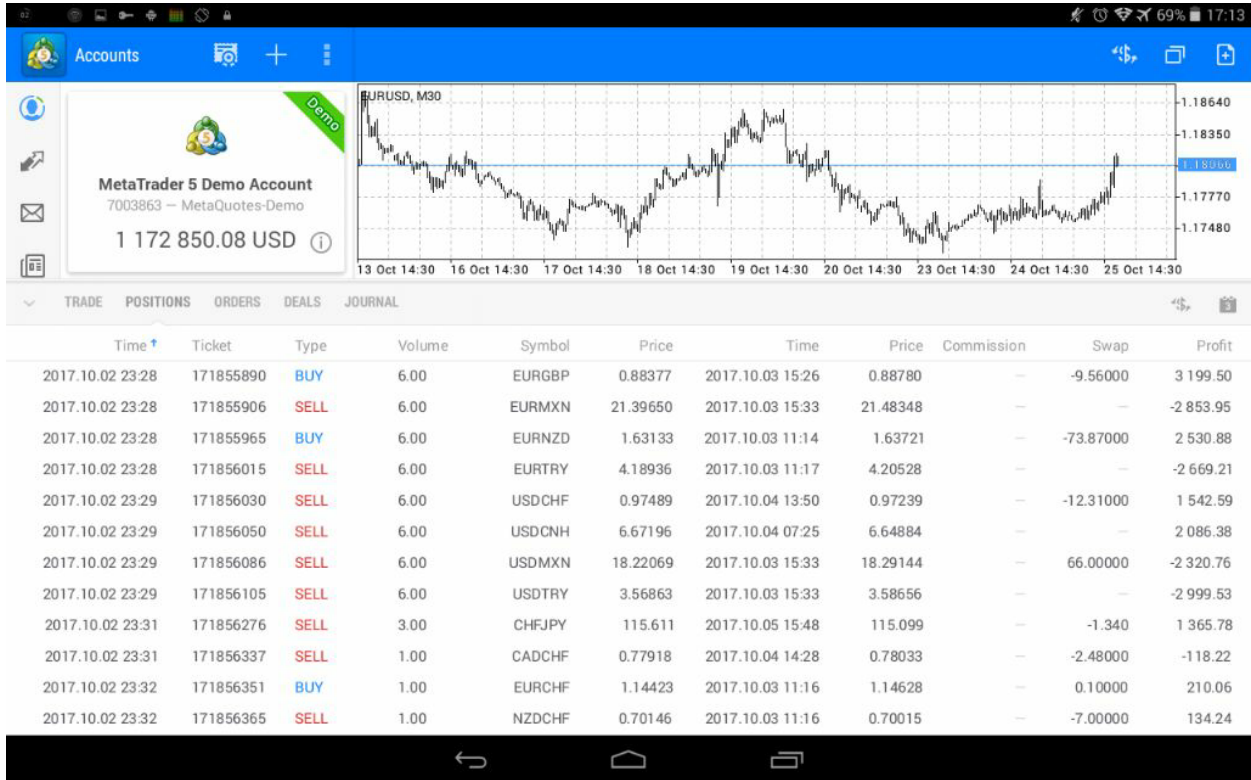 69% 17:13
Accounts
Demo
MetaTrader 5 Demo Account
7003863 — MetaQuotes-Demo
1 172 850.08 USD
EURUSD, M30
1.18640
1.18350
1.18066
1.17770
1.17480
13 Oct 14:30 16 Oct 14:30 17 Oct 14:30 18 Oct 14:30 19 Oct 14:30 20 Oct 14:30 23 Oct 14:30 24 Oct 14:30 25 Oct 14:30
TRADE POSITIONS ORDERS DEALS JOURNAL
Time Ticket Type Volume Symbol Price Time Price Commission Swap Profit
2017.10.02 23:28 171855890 BUY 6.00 EURGBP 0.88377 2017.10.03 15:26 0.88780 — -9.56000 3 199.50
2017.10.02 23:28 171855906 SELL 6.00 EURMXN 21.39650 2017.10.03 15:33 21.48348 — — -2 853.95
2017.10.02 23:28 171855965 BUY 6.00 EURNZD 1.63133 2017.10.03 11:14 1.63721 — -73.87000 2 530.88
2017.10.02 23:28 171856015 SELL 6.00 EURTRY 4.18936 2017.10.03 11:17 4.20528 — — -2 669.21
2017.10.02 23:29 171856030 SELL 6.00 USDCHF 0.97489 2017.10.04 13:50 0.97239 — -12.31000 1 542.59
2017.10.02 23:29 171856050 SELL 6.00 USDCNH 6.67196 2017.10.04 07:25 6.64884 — — 2 086.38
2017.10.02 23:29 171856086 SELL 6.00 USDMXN 18.22069 2017.10.03 15:33 18.29144 — 66.00000 -2 320.76
2017.10.02 23:29 171856105 SELL 6.00 USDTRY 3.56863 2017.10.03 15:33 3.58656 — — -2 999.53
2017.10.02 23:31 171856276 SELL 3.00 CHFJPY 115.611 2017.10.05 15:48 115.099 — -1.340 1 365.78
2017.10.02 23:31 171856337 SELL 1.00 CADCHF 0.77918 2017.10.04 14:28 0.78033 — -2.48000 -118.22
2017.10.02 23:32 171856351 BUY 1.00 EURCHF 1.14423 2017.10.03 11:16 1.14628 — 0.10000 210.06
2017.10.02 23:32 171856365 SELL 1.00 NZDCHF 0.70146 2017.10.03 11:16 0.70015 — -7.00000 134.24